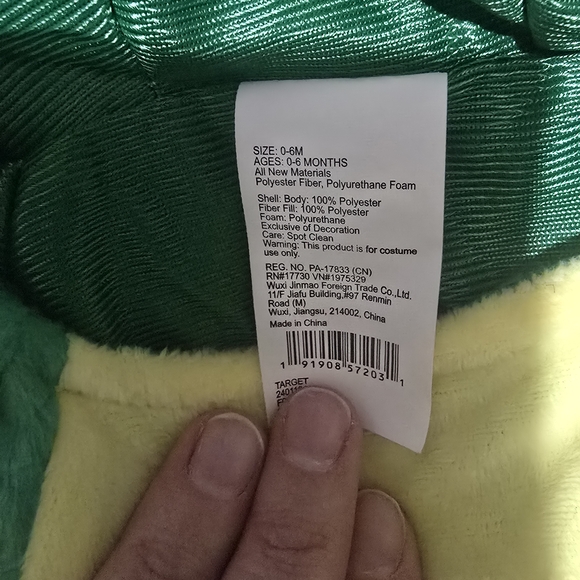 SIZE: 0-6M
AGES: 0-6 MONTHS
All New Materials
Polyester Fiber, Polyurethane Foam
Shell: Body: 100% Polyester
Fiber Fill: 100% Polyester
Foam: Polyurethane
Exclusive of Decoration
Care: Spot Clean
Warning: This product is for costume
use only.
REG. NO. PA-17833 (CN)
RN#17730 VN#1975329
Wuxi Jinmao Foreign Trade Co.,Ltd.
11/F Jiafu Building,#97 Renmin
Road (M)
Wuxi, Jiangsu, 214002, China
Made in China
1 91908 57203 1
TARGET